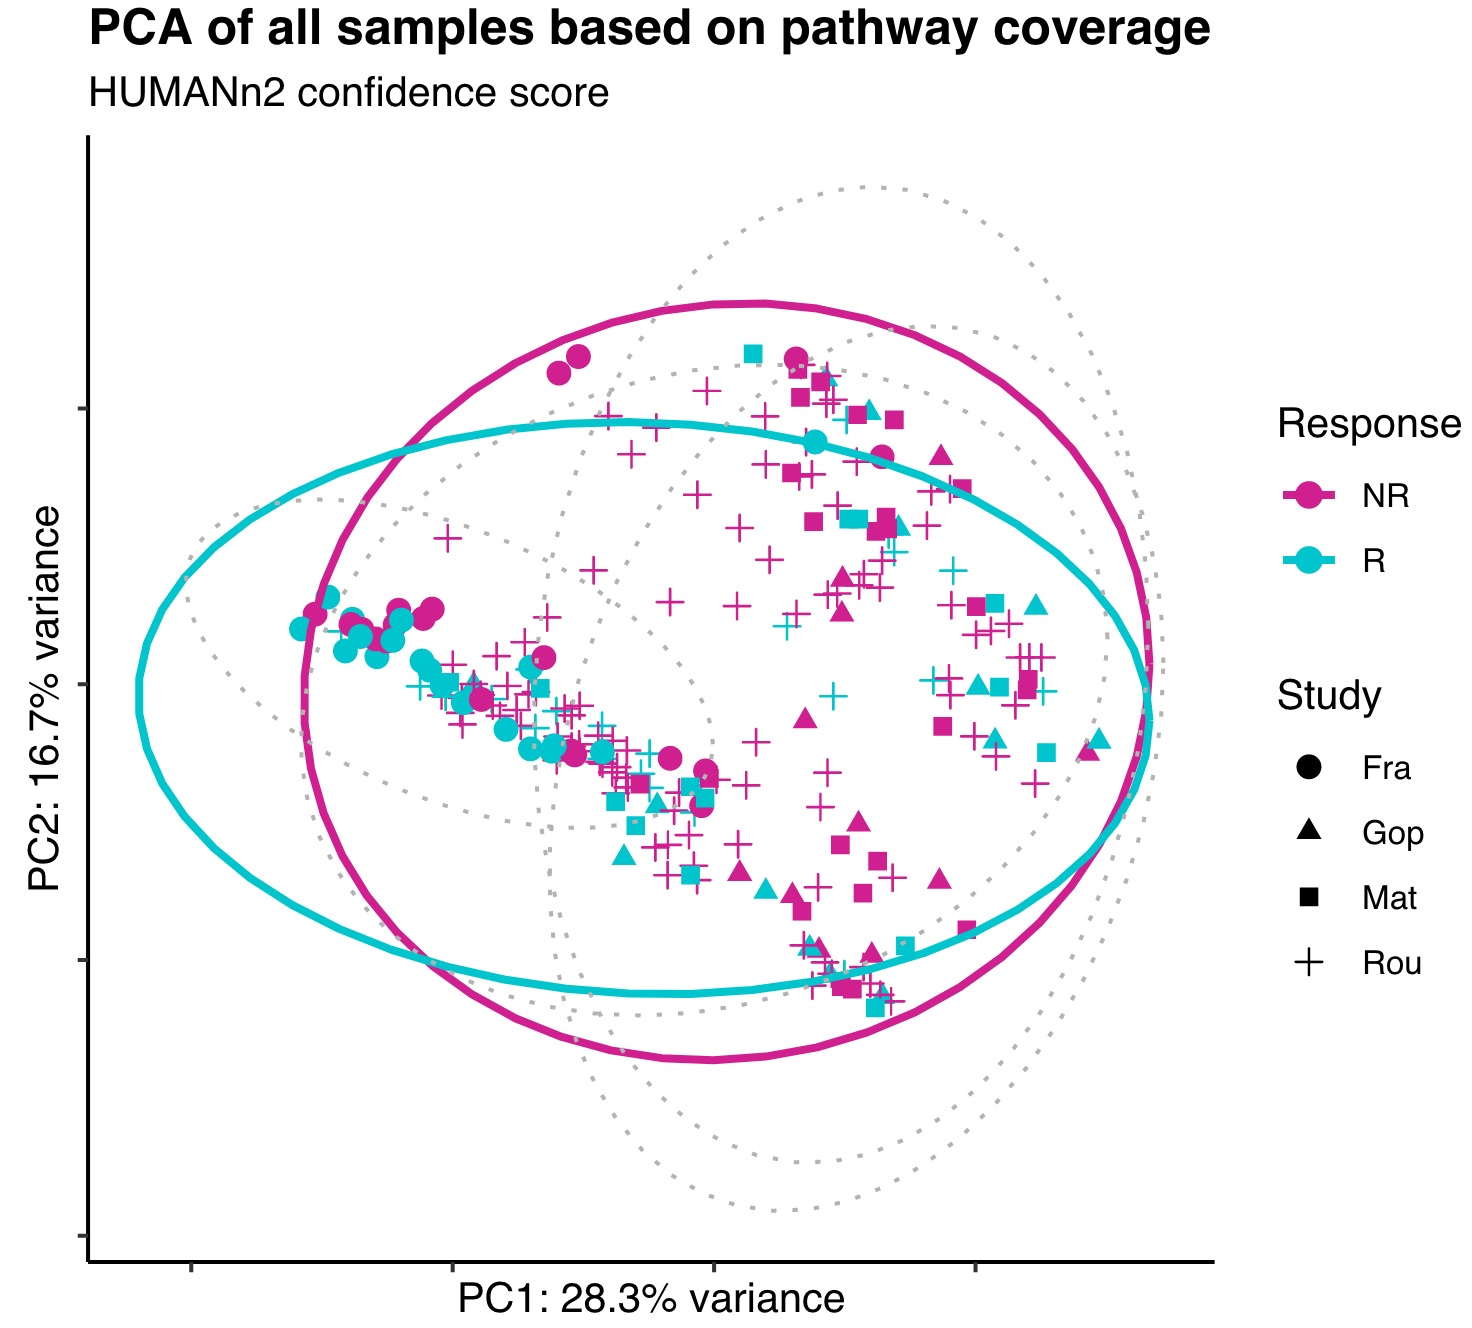 PCA of all samples based on pathway coverage
HUMANn2 confidence score
PC2: 16.7% variance
PC1: 28.3% variance
Response
NR
R
Study
Fra
Gop
Mat
Rou